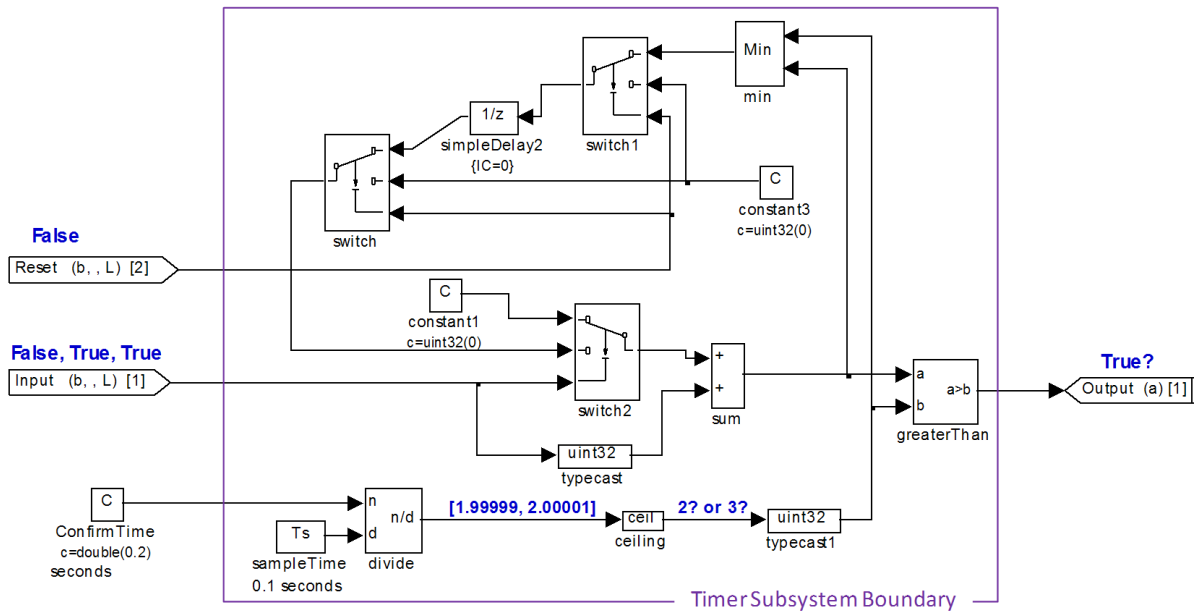 Min
min
switch1
1/z
simpleDelay2
{IC=0}
switch
C
constant3
c=uint32(0)
False
Reset (b, , L) [2]
C
constant1
c=uint32(0)
False, True, True
Input (b, , L) [1]
switch2
+
+
sum
a
b
a>b
greaterThan
True?
Output (a) [1]
uint32
typecast
C
ConfirmTime
c=double(0.2)
seconds
Ts
sampleTime
0.1 seconds
n
d
n/d
divide
[1.99999, 2.00001]
ceil
ceiling
2? or 3?
uint32
typecast1
Timer Subsystem Boundary